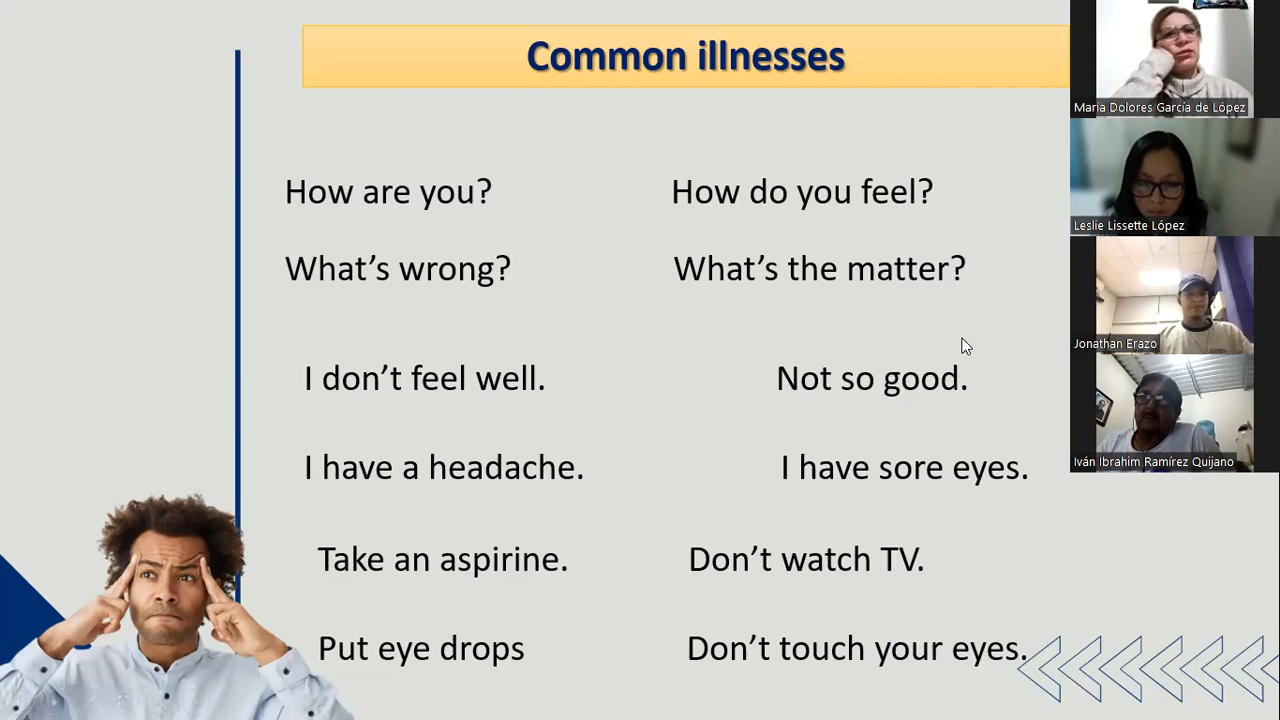 Common illnesses
How are you? How do you feel?
What's wrong? What's the matter?
I don't feel well. Not so good.
I have a headache. I have sore eyes.
Take an aspirine. Don't watch TV.
Put eye drops Don't touch your eyes.
Maria Dolores García de López
Leslie Lissette López
Jonathan Erazo
Iván Ibrahim Ramírez Quijano